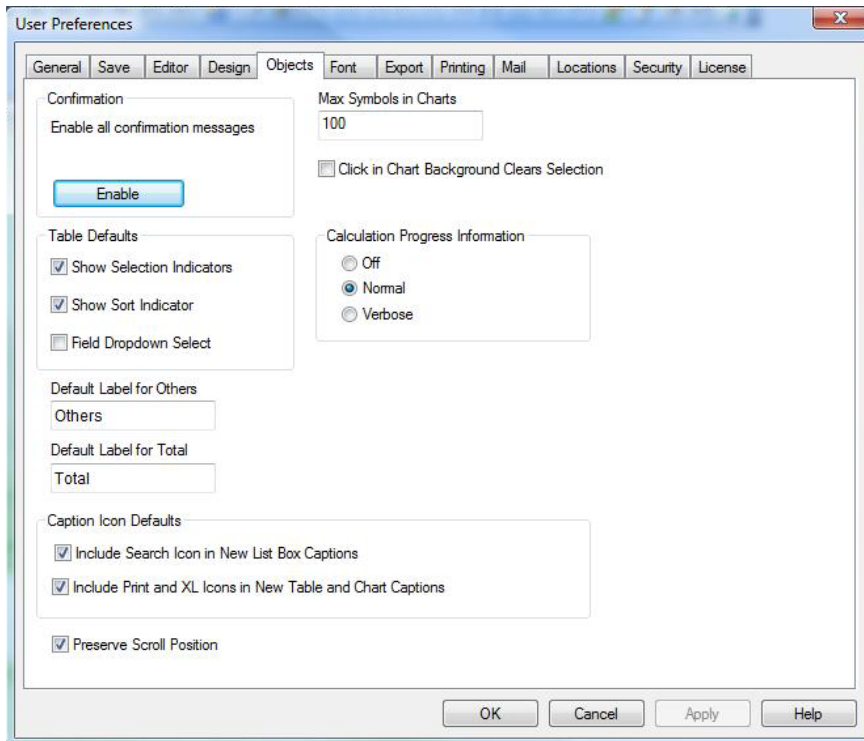 User Preferences
General Save Editor Design Objects Font Export Printing Mail Locations Security License
Confirmation
Enable all confirmation messages
Enable
Max Symbols in Charts
100
Click in Chart Background Clears Selection
Table Defaults
Show Selection Indicators
Show Sort Indicator
Field Dropdown Select
Calculation Progress Information
Off
Normal
Verbose
Default Label for Others
Others
Default Label for Total
Total
Caption Icon Defaults
Include Search Icon in New List Box Captions
Include Print and XL Icons in New Table and Chart Captions
Preserve Scroll Position
OK Cancel Apply Help